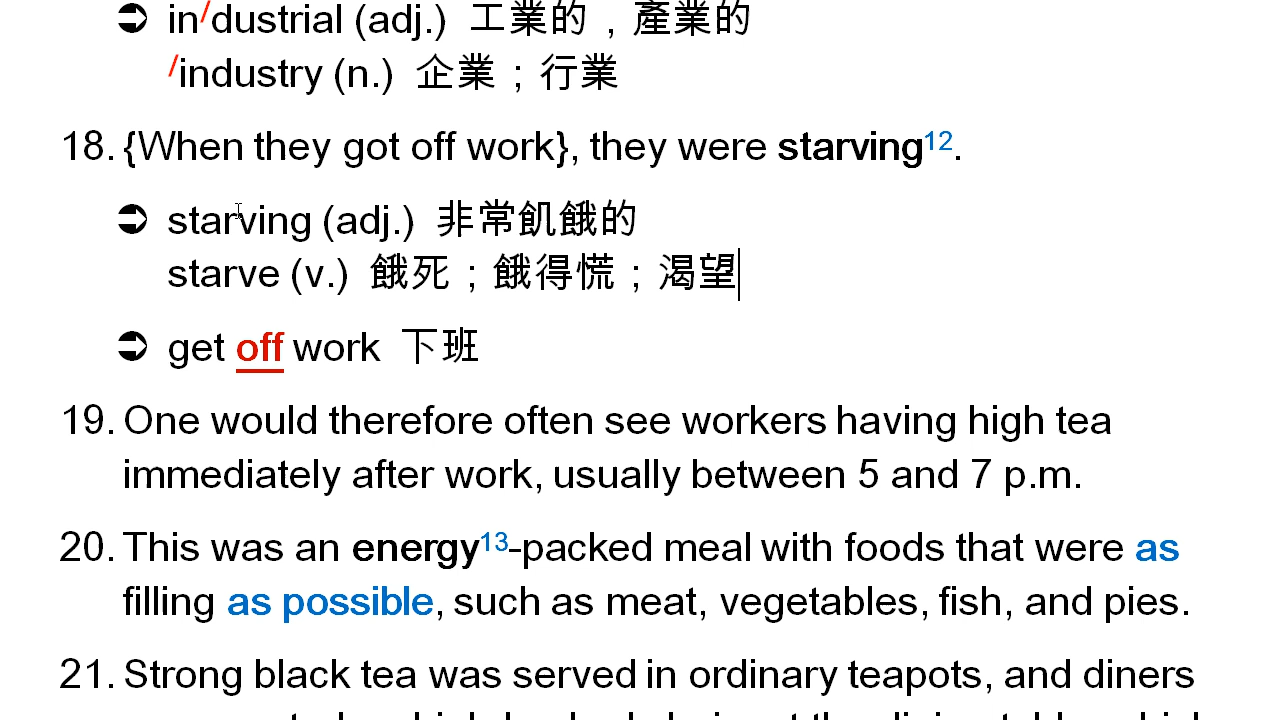 ➲ in/dustrial (adj.) 工業的，產業的
/industry (n.) 企業；行業
18. {When they got off work}, they were starving12.
➲ starving (adj.) 非常飢餓的
starve (v.) 餓死；餓得慌；渴望
➲ get off work 下班
19. One would therefore often see workers having high tea
immediately after work, usually between 5 and 7 p.m.
20. This was an energy13-packed meal with foods that were as
filling as possible, such as meat, vegetables, fish, and pies.
21. Strong black tea was served in ordinary teapots, and diners